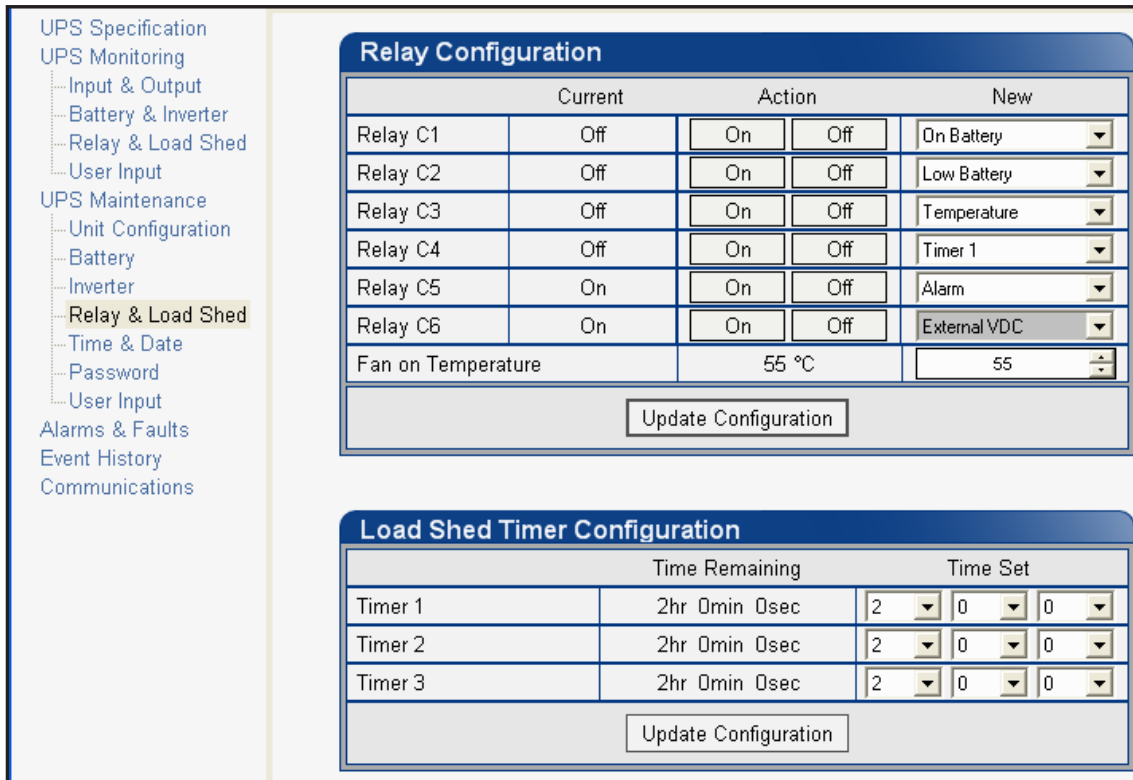 UPS Specification
UPS Monitoring
Input & Output
Battery & Inverter
Relay & Load Shed
User Input
UPS Maintenance
Unit Configuration
Battery
Inverter
Relay & Load Shed
Time & Date
Password
User Input
Alarms & Faults
Event History
Communications
Relay Configuration
Current Action New
Relay C1 Off On Off On Battery
Relay C2 Off On Off Low Battery
Relay C3 Off On Off Temperature
Relay C4 Off On Off Timer 1
Relay C5 On On Off Alarm
Relay C6 On On Off External VDC
Fan on Temperature 55 °C 55
Update Configuration
Load Shed Timer Configuration
Time Remaining Time Set
Timer 1 2hr 0min 0sec 2 0 0
Timer 2 2hr 0min 0sec 2 0 0
Timer 3 2hr 0min 0sec 2 0 0
Update Configuration